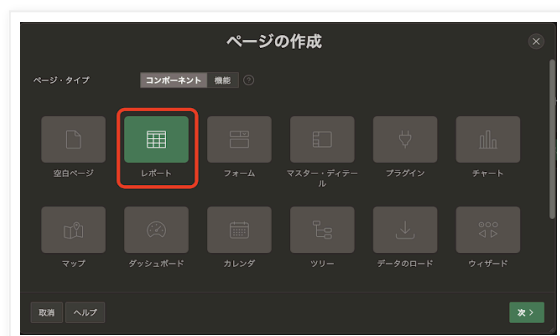 ページの作成
ページ・タイプ
コンポーネント 機能
空白ページ レポート フォーム マスター・ディテール プラグイン チャート
マップ ダッシュボード カレンダ ツリー データのロード ウィザード
取消 ヘルプ 次